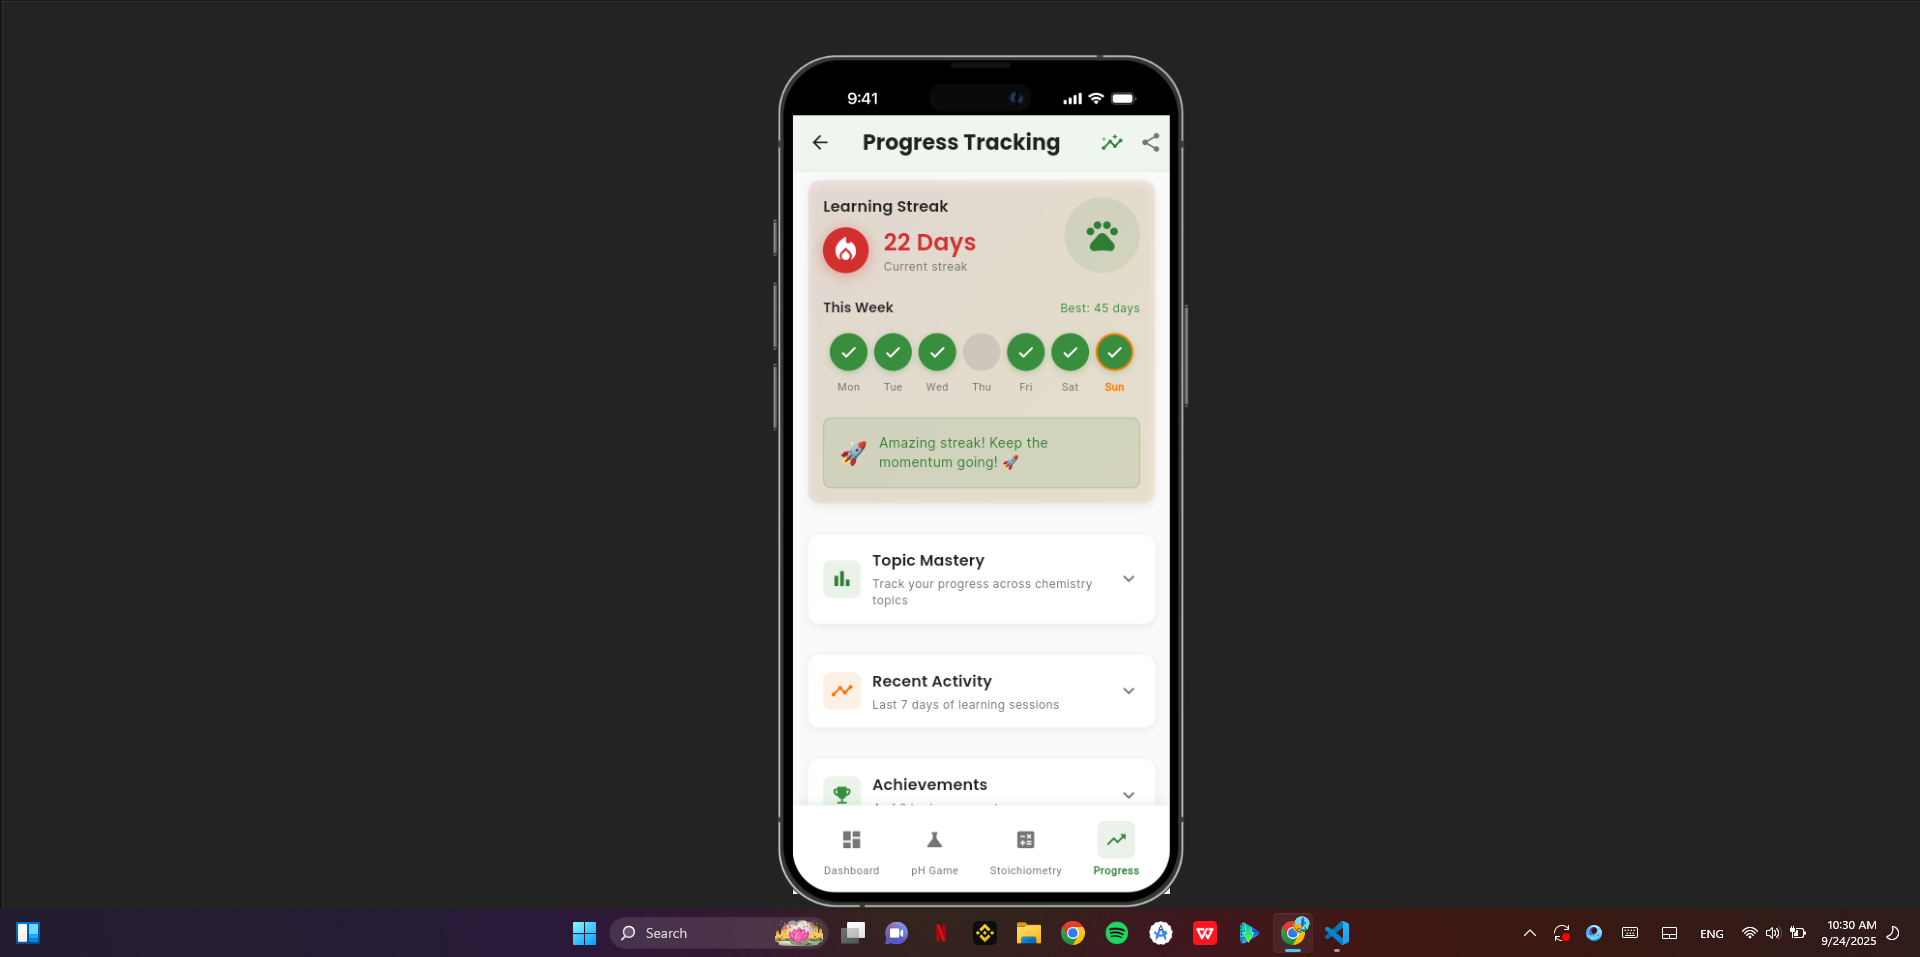 9:41
Progress Tracking
Learning Streak
22 Days
Current streak
This Week
Best: 45 days
Mon Tue Wed Thu Fri Sat Sun
Amazing streak! Keep the
momentum going! 🚀
Topic Mastery
Track your progress across chemistry
topics
Recent Activity
Last 7 days of learning sessions
Achievements
Dashboard pH Game Stoichiometry Progress
Search
ENG
10:30 AM
9/24/2025